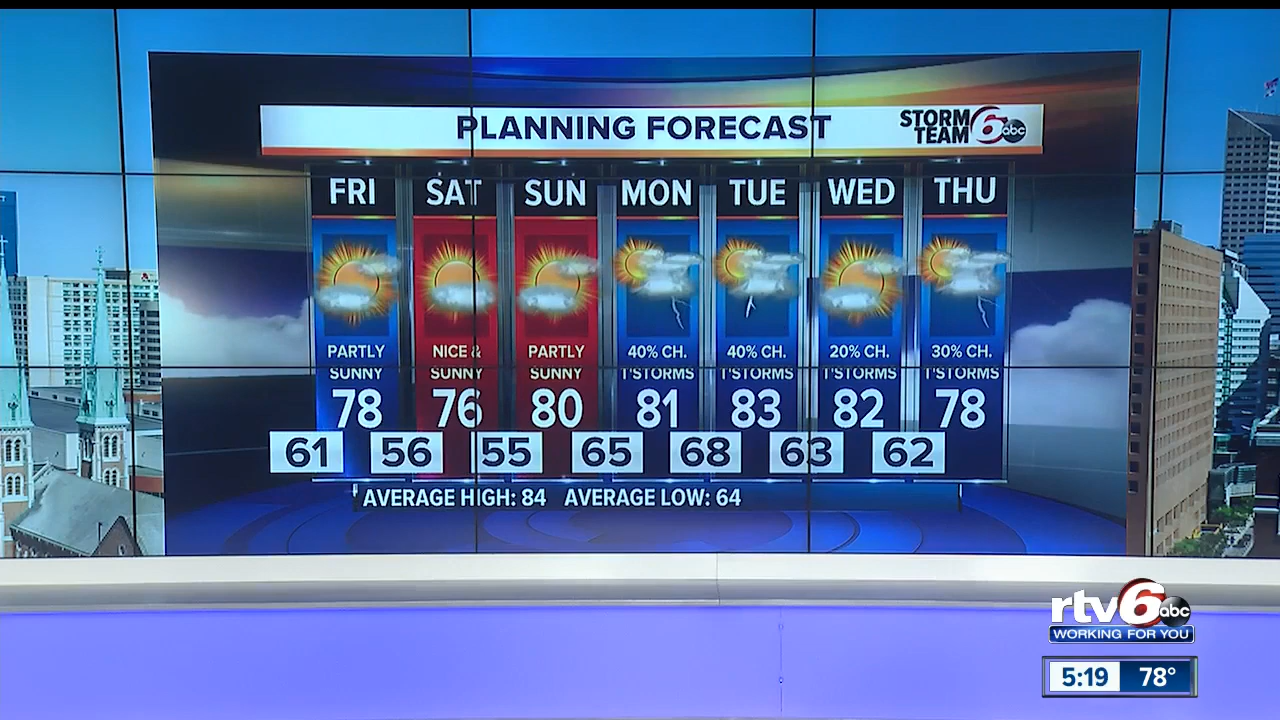 PLANNING FORECAST
STORM TEAM 6 abc
FRI SAT SUN MON TUE WED THU
PARTLY NICE & PARTLY 40% CH. 40% CH. 20% CH. 30% CH.
SUNNY SUNNY SUNNY T'STORMS T'STORMS T'STORMS T'STORMS
78 76 80 81 83 82 78
61 56 55 65 68 63 62
AVERAGE HIGH: 84 AVERAGE LOW: 64
rtv6 abc
WORKING FOR YOU
5:19 78°